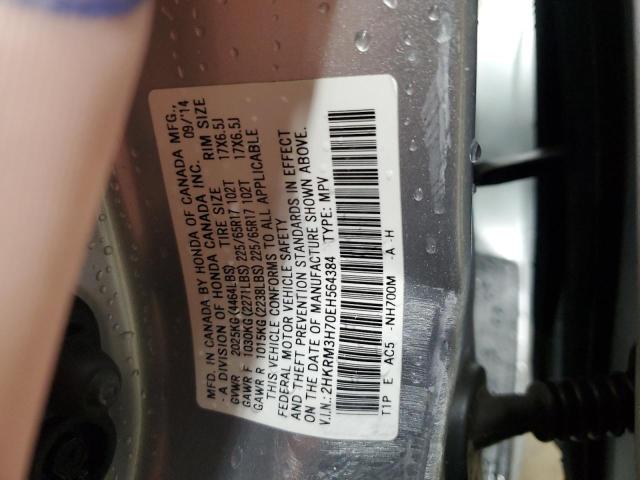 MFD. IN CANADA BY HONDA OF CANADA MFG.,
-A DIVISION OF HONDA CANADA INC. 09/'14
GVWR 2025KG(4464LBS) TIRE SIZE RIM SIZE
GAWR F 1030KG(2271LBS)225/65R17 102T 17X6.5J
GAWR R 1015KG(2238LBS)225/65R17 102T 17X6.5J
THIS VEHICLE CONFORMS TO ALL APPLICABLE
FEDERAL MOTOR VEHICLE SAFETY
AND THEFT PREVENTION STANDARDS IN EFFECT
ON THE DATE OF MANUFACTURE SHOWN ABOVE.
V.I.N.: 2HKRM3H70EH564384 TYPE: MPV
T1P E AC5 -NH700M -A -H